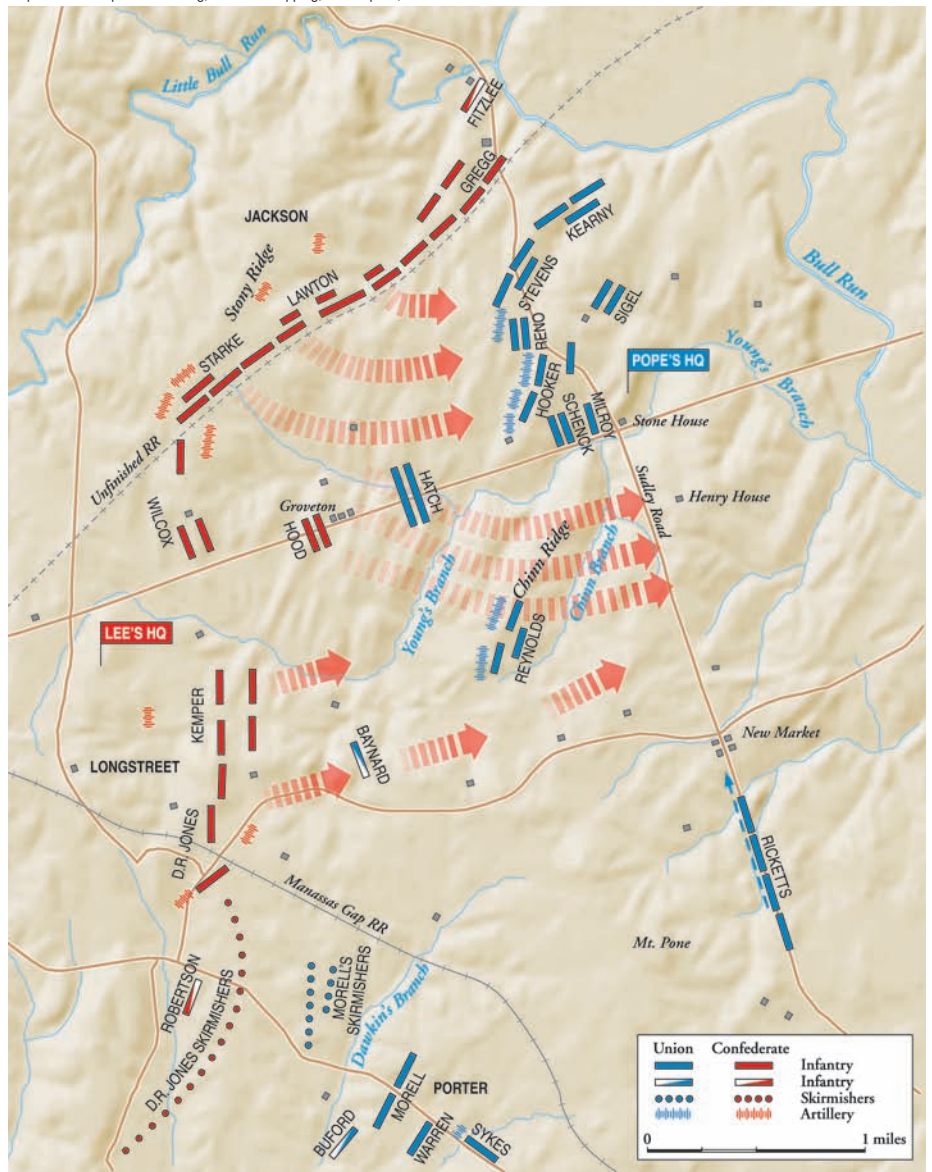 Little Bull Run
FITZLEE
GREGG
JACKSON
KEARNY
Stony Ridge
LAWTON
STEVENS
SIGEL
Bull Run
STARKE
RENO
POPE'S HQ
Young's Branch
HOOKER
SCHENCK
MILROY
Stone House
Unfinished RR
Sudley Road
HATCH
Henry House
WILCOX
Groveton
HOOD
Chinn Ridge
Chinn Branch
Young's Branch
LEE'S HQ
REYNOLDS
KEMPER
BAYNARD
New Market
LONGSTREET
D.R. JONES
RICKETTS
Manassas Gap RR
Mt. Pone
ROBERTSON
D.R. JONES SKIRMISHERS
MORELL'S
SKIRMISHERS
Dawkin's Branch
MORELL
PORTER
BUFORD
WARREN
SYKES
Union Confederate
Infantry
Infantry
Skirmishers
Artillery
0 1 miles